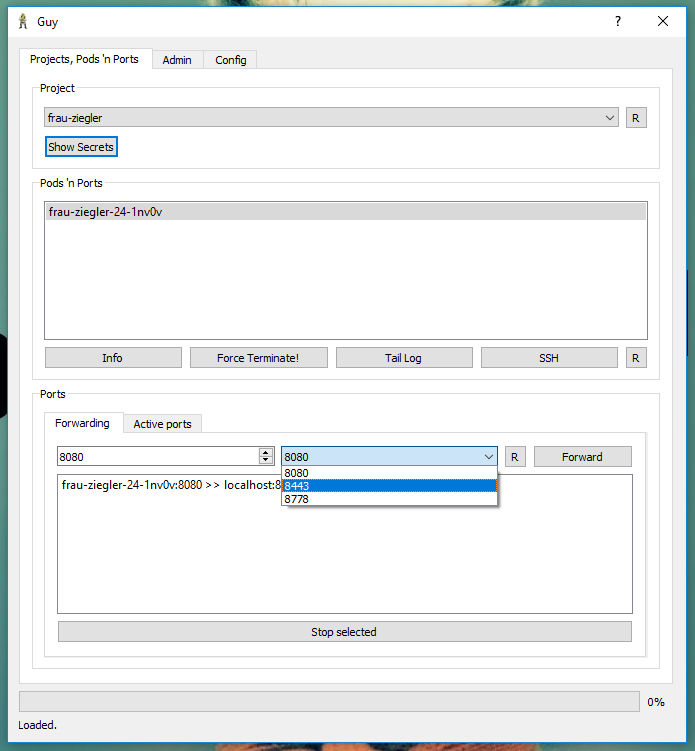 Guy ?
Projects, Pods 'n Ports Admin Config
Project
frau-ziegler R
Show Secrets
Pods 'n Ports
frau-ziegler-24-1nv0v
Info Force Terminate! Tail Log SSH R
Ports
Forwarding Active ports
8080 8080 R Forward
8080
frau-ziegler-24-1nv0v:8080 >> localhost:8 8443
8778
Stop selected
0%
Loaded.